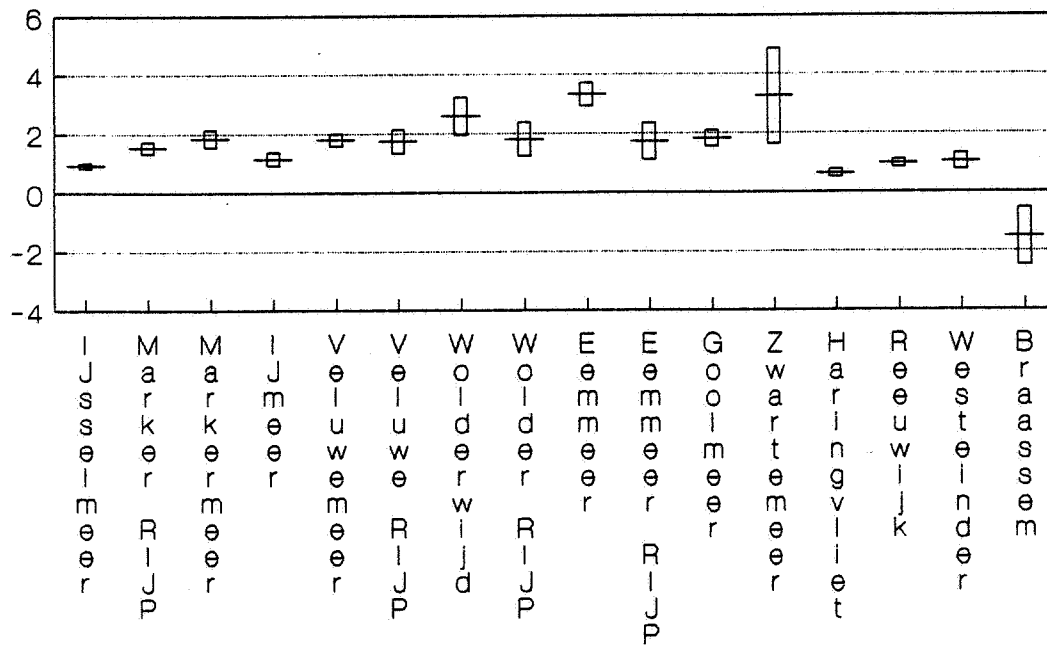 6
4
2
0
-2
-4
IJsselmeer
Marker RIJP
Markermeer
IJmeer
Veluwemeer
Veluwe RIJP
Wolderwijd
Wolder RIJP
Eemmeer
Eemmeer RIJP
Gooimeer
Zwartemeer
Haringvliet
Reeuwijk
Westeinder
Braassem